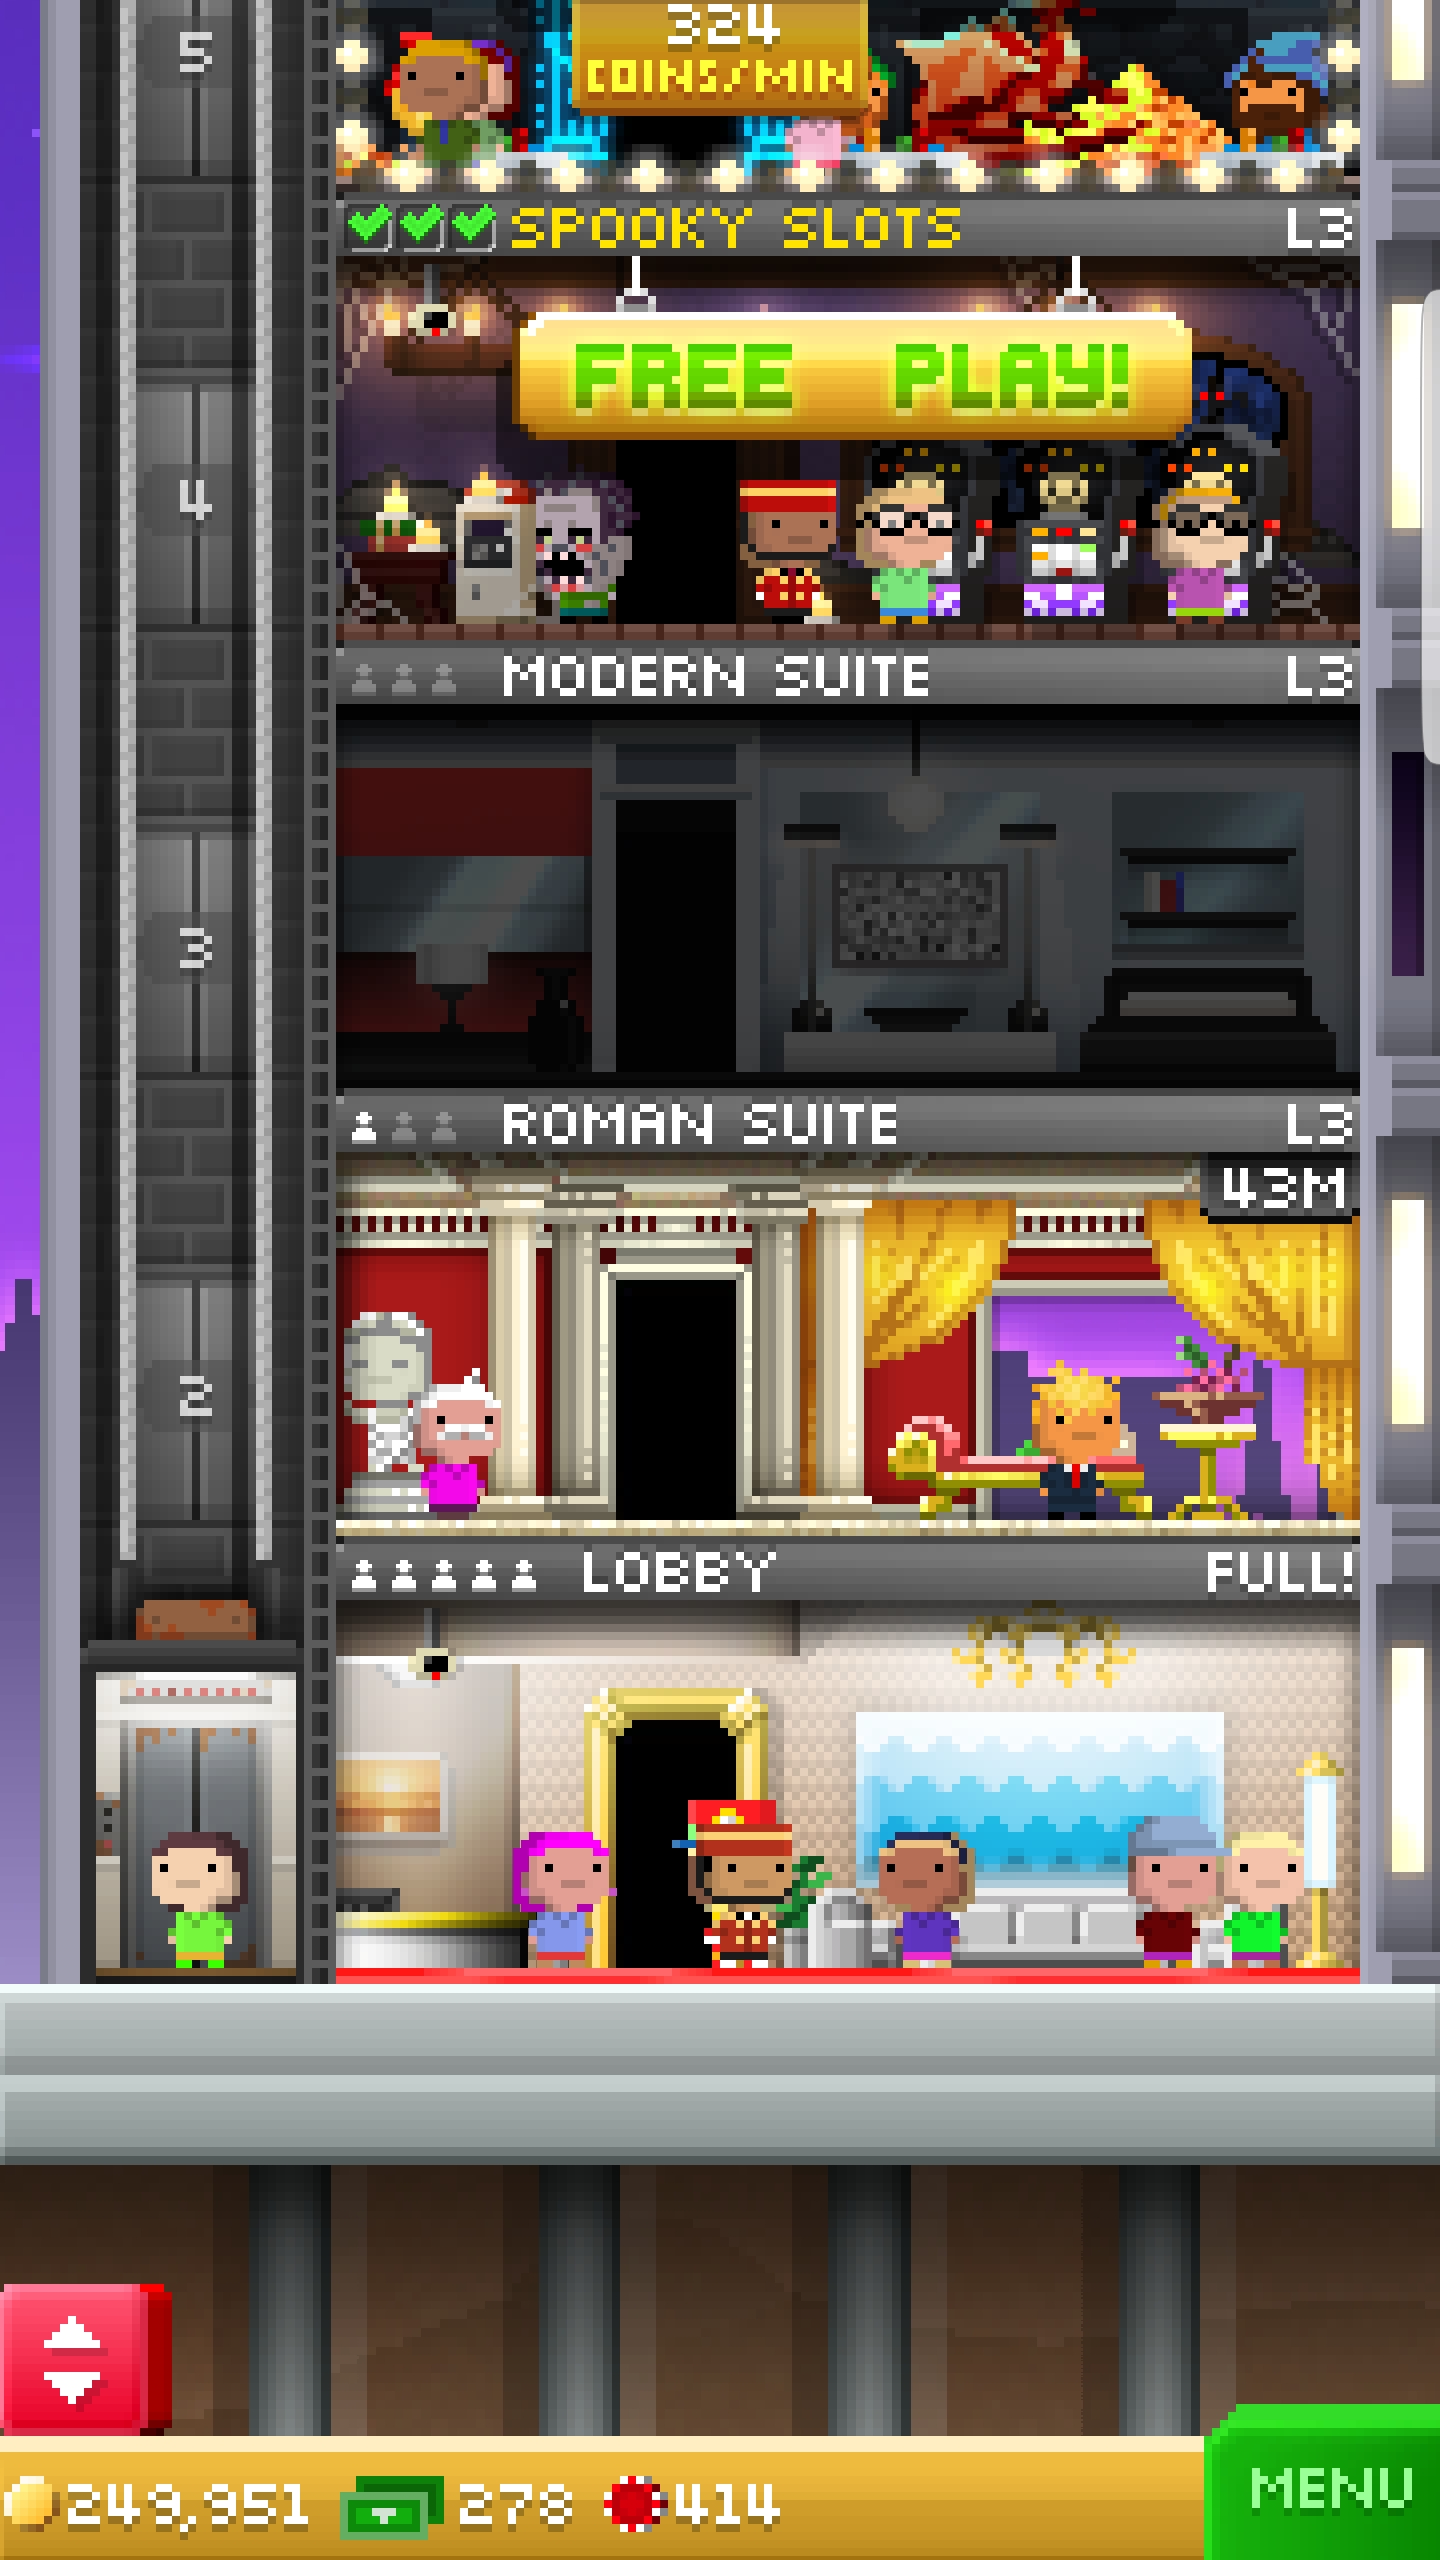 324
COINS/MIN
5
SPOOKY SLOTS L3
FREE PLAY!
4
MODERN SUITE L3
3
ROMAN SUITE L3
43M
2
LOBBY FULL!
249,951 278 414
MENU